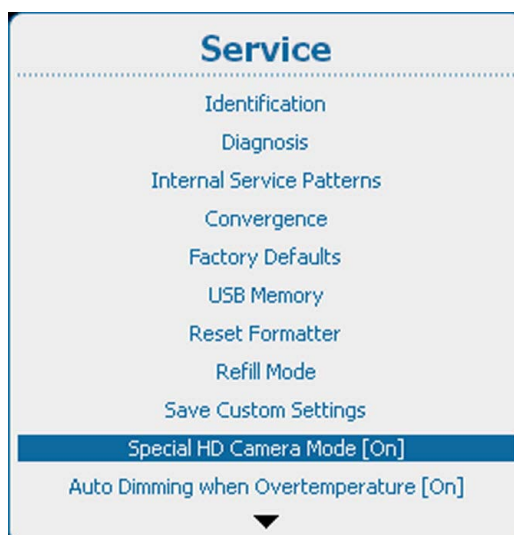 Service
Identification
Diagnosis
Internal Service Patterns
Convergence
Factory Defaults
USB Memory
Reset Formatter
Refill Mode
Save Custom Settings
Special HD Camera Mode [On]
Auto Dimming when Overtemperature [On]